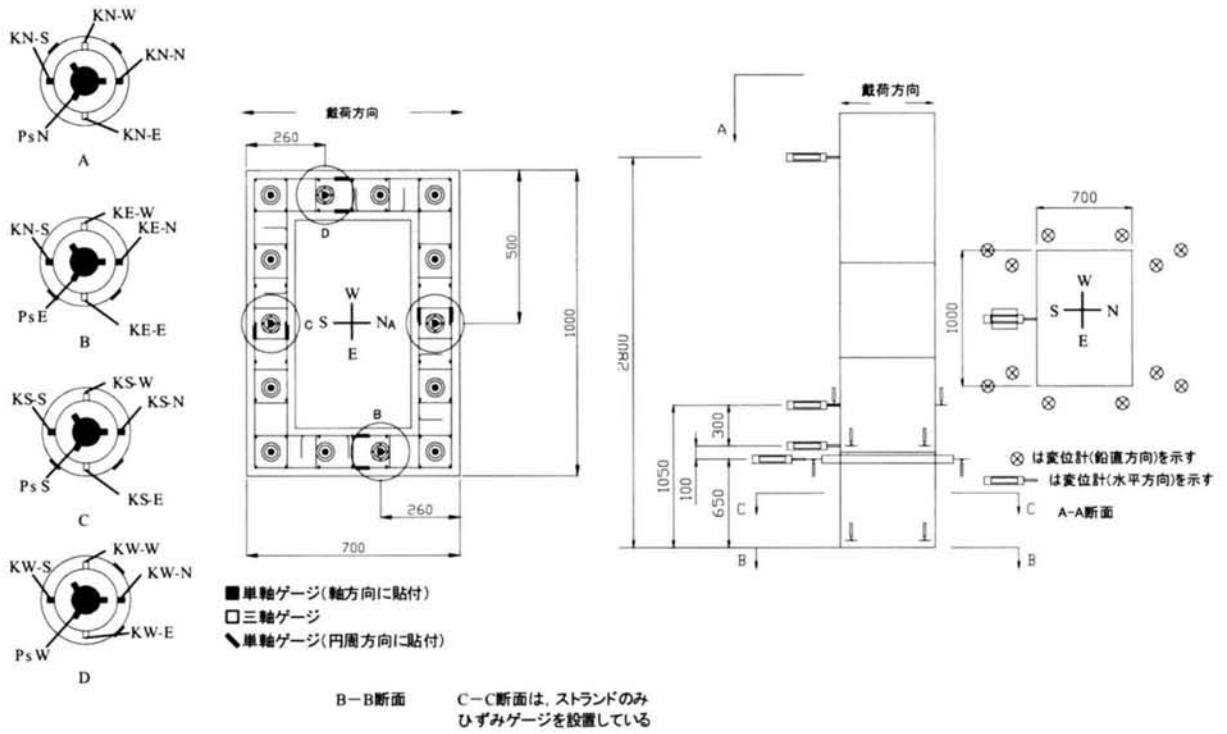 KN-W
KN-S
KN-N
PsN
KN-E
A
KE-W
KN-S
KE-N
PsE
KE-E
B
KS-W
KS-S
KS-N
PsS
KS-E
C
KW-W
KW-S
KW-N
KW-E
PsW
D
戴荷方向
260
D
500
1000
W
C
S
N
A
E
B
260
700
■単軸ゲージ(軸方向に貼付)
□三軸ゲージ
単軸ゲージ(円周方向に貼付)
B－B断面
C－C断面は，ストランドのみ
ひずみゲージを設置している
戴荷方向
A
2800
300
1050
100
650
C
C
B
B
700
1000
W
S
N
E
⊗は変位計(鉛直方向)を示す
は変位計(水平方向)を示す
A-A断面